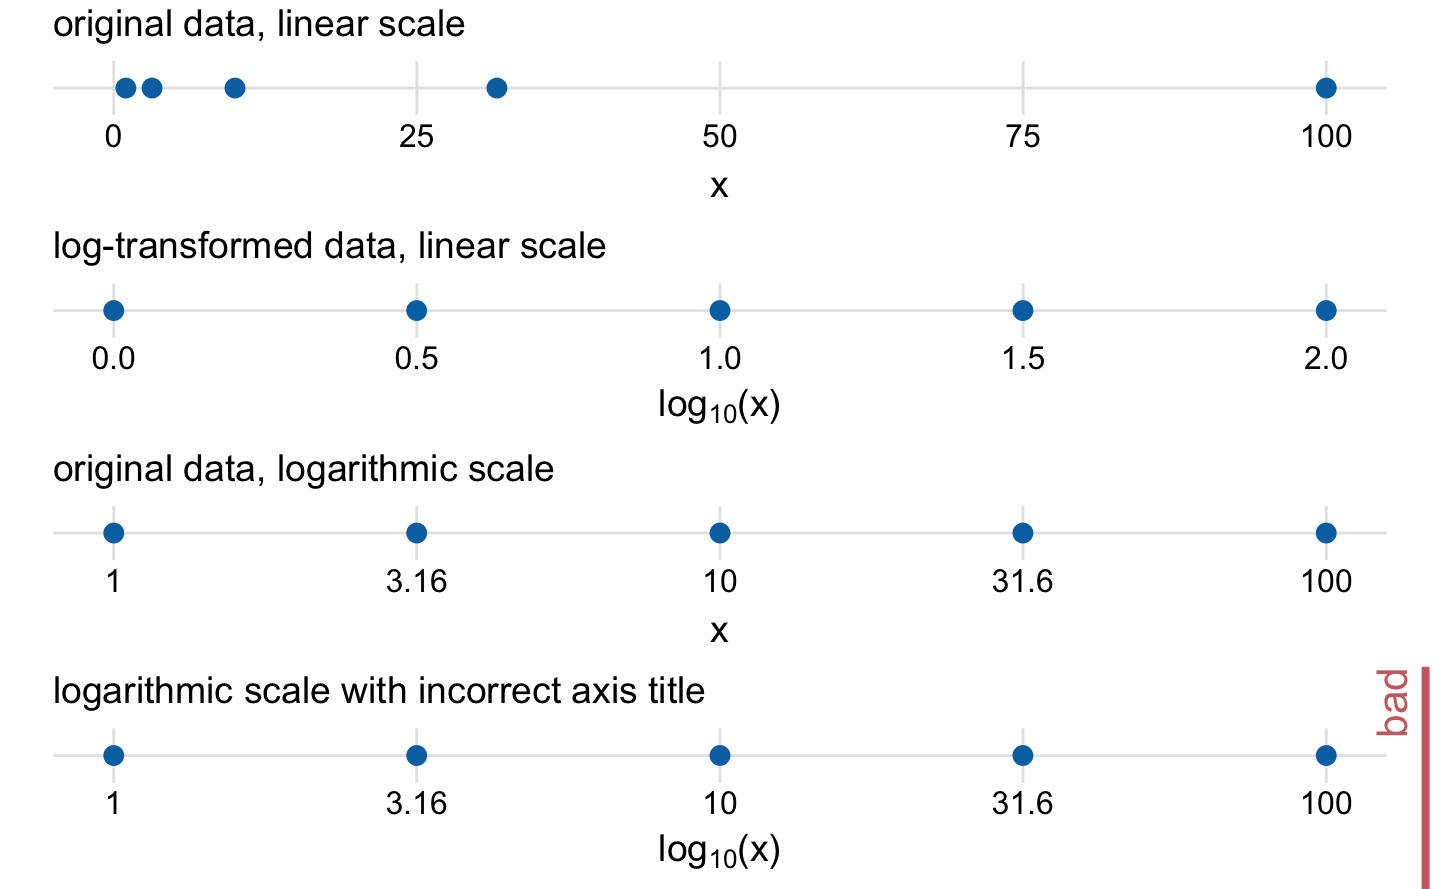 original data, linear scale
0 25 50 75 100
x
log-transformed data, linear scale
0.0 0.5 1.0 1.5 2.0
log₁₀(x)
original data, logarithmic scale
1 3.16 10 31.6 100
x
logarithmic scale with incorrect axis title
bad
1 3.16 10 31.6 100
log₁₀(x)